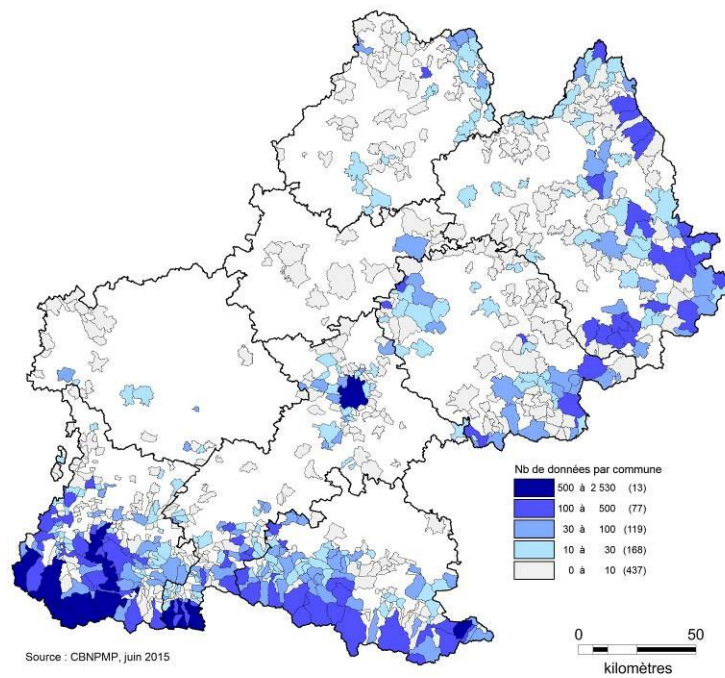 Nb de données par commune
500 à 2 530 (13)
100 à 500 (77)
30 à 100 (119)
10 à 30 (168)
0 à 10 (437)
0 50
kilomètres
Source : CBNPMP, juin 2015